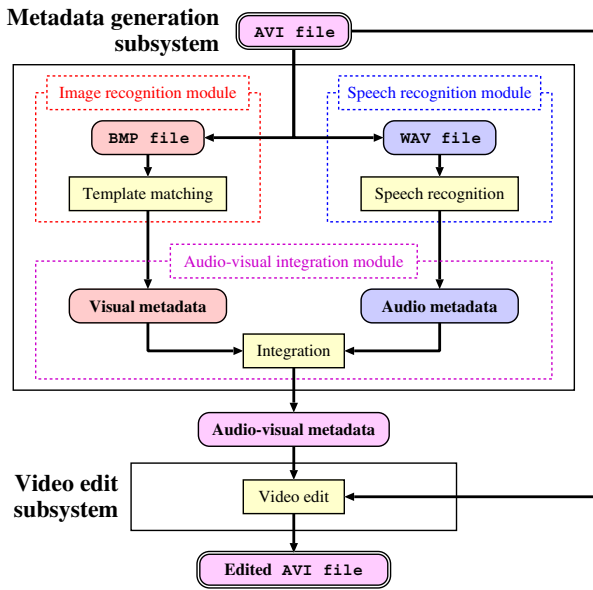 Metadata generation
subsystem
AVI file
Image recognition module
Speech recognition module
BMP file
WAV file
Template matching
Speech recognition
Audio-visual integration module
Visual metadata
Audio metadata
Integration
Audio-visual metadata
Video edit
subsystem
Video edit
Edited AVI file